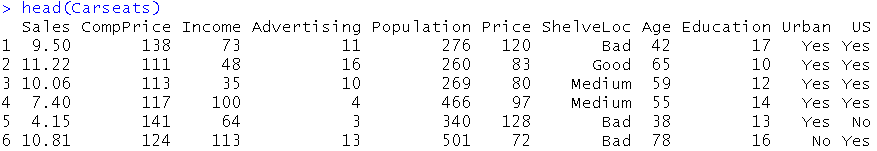 > head(Carseats)
Sales CompPrice Income Advertising Population Price ShelveLoc Age Education Urban US
1 9.50 138 73 11 276 120 Bad 42 17 Yes Yes
2 11.22 111 48 16 260 83 Good 65 10 Yes Yes
3 10.06 113 35 10 269 80 Medium 59 12 Yes Yes
4 7.40 117 100 4 466 97 Medium 55 14 Yes Yes
5 4.15 141 64 3 340 128 Bad 38 13 Yes No
6 10.81 124 113 13 501 72 Bad 78 16 No Yes